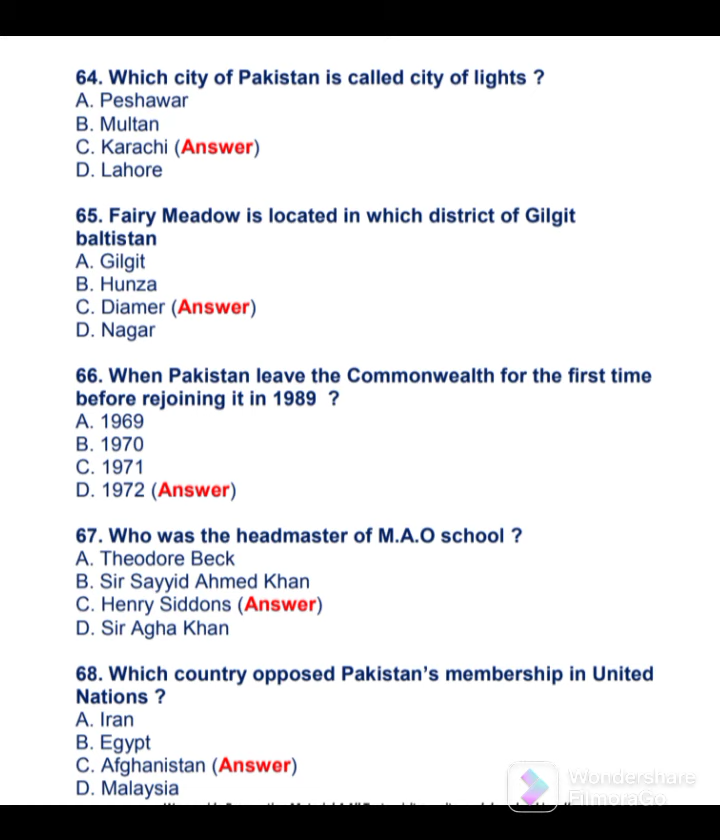 64. Which city of Pakistan is called city of lights ?
A. Peshawar
B. Multan
C. Karachi (Answer)
D. Lahore
65. Fairy Meadow is located in which district of Gilgit
baltistan
A. Gilgit
B. Hunza
C. Diamer (Answer)
D. Nagar
66. When Pakistan leave the Commonwealth for the first time
before rejoining it in 1989 ?
A. 1969
B. 1970
C. 1971
D. 1972 (Answer)
67. Who was the headmaster of M.A.O school ?
A. Theodore Beck
B. Sir Sayyid Ahmed Khan
C. Henry Siddons (Answer)
D. Sir Agha Khan
68. Which country opposed Pakistan’s membership in United
Nations ?
A. Iran
B. Egypt
C. Afghanistan (Answer)
D. Malaysia
Wondershare
FilmoraGo